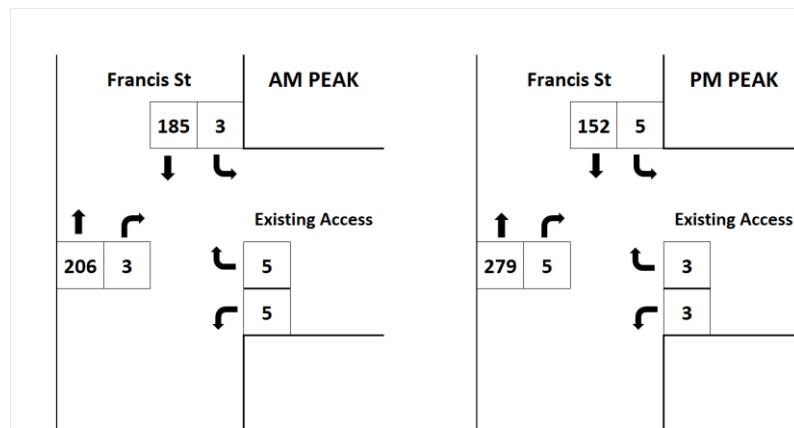 Francis St AM PEAK
185 3
Existing Access
206 3 5
5
Francis St PM PEAK
152 5
Existing Access
279 5 3
3